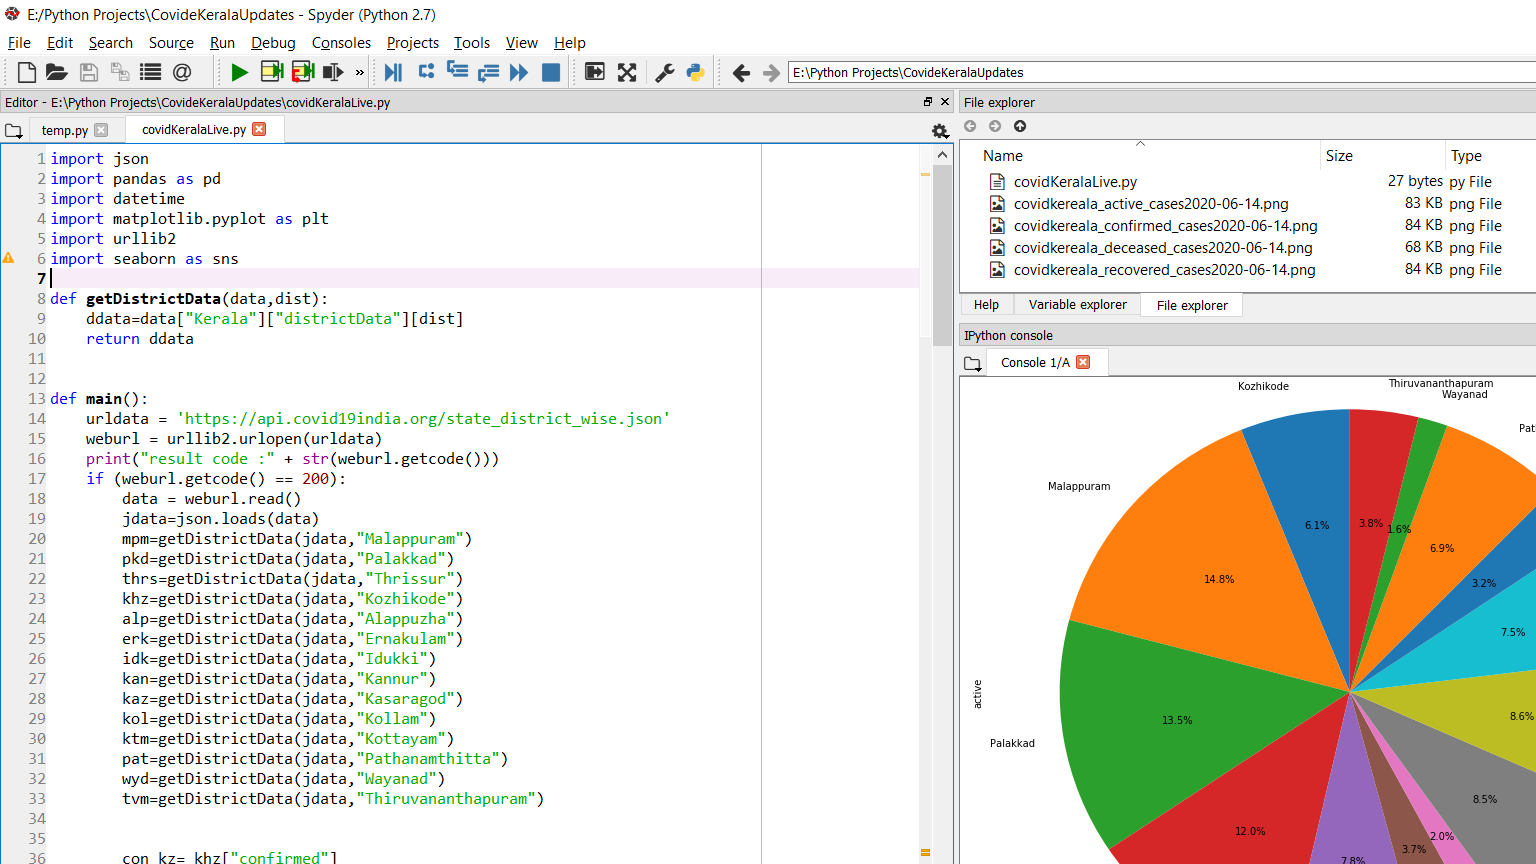 E:/Python Projects\CovideKeralaUpdates - Spyder (Python 2.7)
File Edit Search Source Run Debug Consoles Projects Tools View Help
E:\Python Projects\CovideKeralaUpdates
Editor - E:\Python Projects\CovideKeralaUpdates\covidKeralaLive.py
temp.py covidKeralaLive.py
1 import json
2 import pandas as pd
3 import datetime
4 import matplotlib.pyplot as plt
5 import urllib2
6 import seaborn as sns
7
8 def getDistrictData(data,dist):
9 ddata=data["Kerala"]["districtData"][dist]
10 return ddata
11
12
13 def main():
14 urldata = 'https://api.covid19india.org/state_district_wise.json'
15 weburl = urllib2.urlopen(urldata)
16 print("result code :" + str(weburl.getcode()))
17 if (weburl.getcode() == 200):
18 data = weburl.read()
19 jdata=json.loads(data)
20 mpm=getDistrictData(jdata,"Malappuram")
21 pkd=getDistrictData(jdata,"Palakkad")
22 thrs=getDistrictData(jdata,"Thrissur")
23 khz=getDistrictData(jdata,"Kozhikode")
24 alp=getDistrictData(jdata,"Alappuzha")
25 erk=getDistrictData(jdata,"Ernakulam")
26 idk=getDistrictData(jdata,"Idukki")
27 kan=getDistrictData(jdata,"Kannur")
28 kaz=getDistrictData(jdata,"Kasaragod")
29 kol=getDistrictData(jdata,"Kollam")
30 ktm=getDistrictData(jdata,"Kottayam")
31 pat=getDistrictData(jdata,"Pathanamthitta")
32 wyd=getDistrictData(jdata,"Wayanad")
33 tvm=getDistrictData(jdata,"Thiruvananthapuram")
34
35
36 con_kz= khz["confirmed"]
File explorer
Name Size Type
covidKeralaLive.py 27 bytes py File
covidkereala_active_cases2020-06-14.png 83 KB png File
covidkereala_confirmed_cases2020-06-14.png 84 KB png File
covidkereala_deceased_cases2020-06-14.png 68 KB png File
covidkereala_recovered_cases2020-06-14.png 84 KB png File
Help Variable explorer File explorer
IPython console
Console 1/A
Kozhikode
Thiruvananthapuram
Wayanad
Malappuram
Palakkad
active
6.1%
3.8%
1.6%
6.9%
3.2%
7.5%
14.8%
13.5%
8.6%
8.5%
12.0%
2.0%
3.7%
7.8%